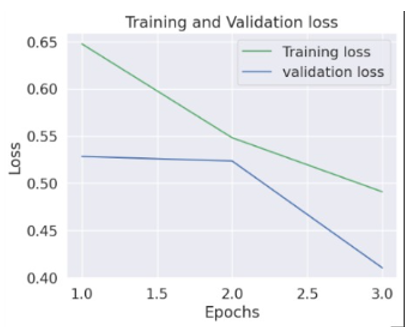 Training and Validation loss
Training loss
validation loss
0.65
0.60
0.55
0.50
0.45
0.40
Loss
1.0 1.5 2.0 2.5 3.0
Epochs